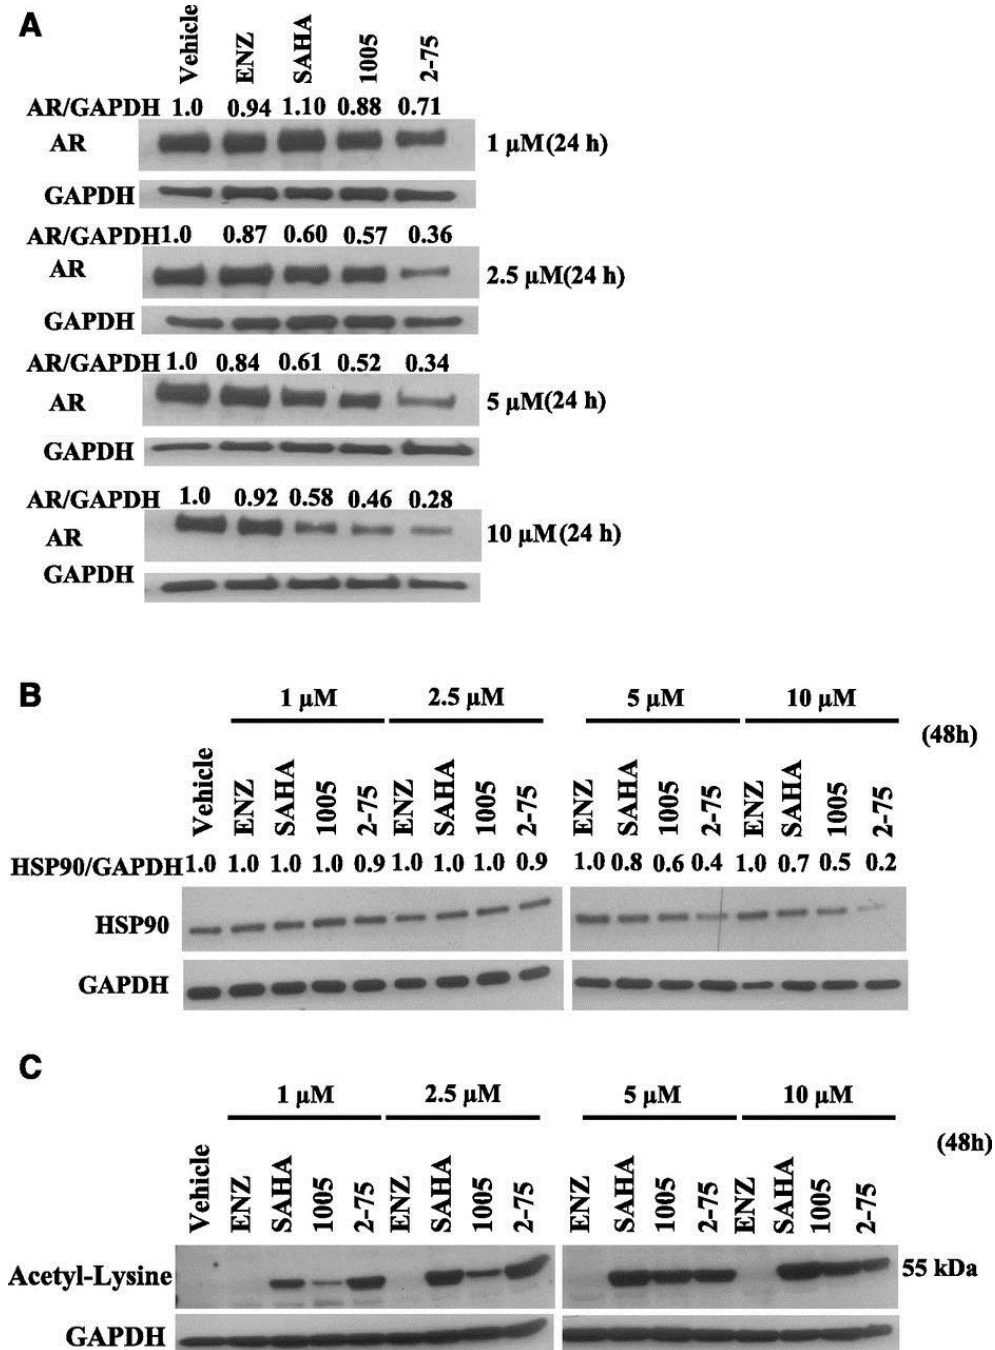 A
Vehicle ENZ SAHA 1005 2-75
AR/GAPDH 1.0 0.94 1.10 0.88 0.71
AR 1 µM(24 h)
GAPDH
AR/GAPDH1.0 0.87 0.60 0.57 0.36
AR 2.5 µM(24 h)
GAPDH
AR/GAPDH 1.0 0.84 0.61 0.52 0.34
AR 5 µM(24 h)
GAPDH
AR/GAPDH 1.0 0.92 0.58 0.46 0.28
AR 10 µM(24 h)
GAPDH
B
1 µM 2.5 µM 5 µM 10 µM
(48h)
Vehicle ENZ SAHA 1005 2-75 ENZ SAHA 1005 2-75 ENZ SAHA 1005 2-75 ENZ SAHA 1005 2-75
HSP90/GAPDH 1.0 1.0 1.0 1.0 0.9 1.0 1.0 1.0 0.9 1.0 0.8 0.6 0.4 1.0 0.7 0.5 0.2
HSP90
GAPDH
C
1 µM 2.5 µM 5 µM 10 µM
(48h)
Vehicle ENZ SAHA 1005 2-75 ENZ SAHA 1005 2-75 ENZ SAHA 1005 2-75 ENZ SAHA 1005 2-75
Acetyl-Lysine 55 kDa
GAPDH